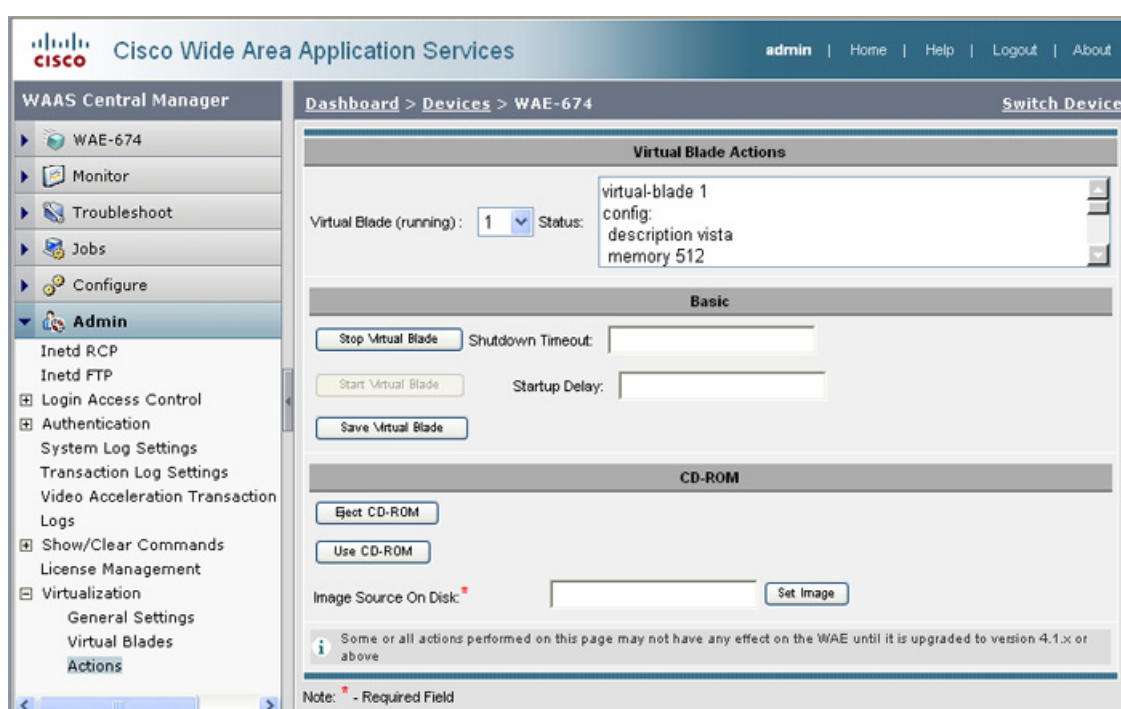 cisco
Cisco Wide Area Application Services
admin | Home | Help | Logout | About
WAAS Central Manager
WAE-674
Monitor
Troubleshoot
Jobs
Configure
Admin
Inetd RCP
Inetd FTP
Login Access Control
Authentication
System Log Settings
Transaction Log Settings
Video Acceleration Transaction
Logs
Show/Clear Commands
License Management
Virtualization
General Settings
Virtual Blades
Actions
Dashboard > Devices > WAE-674
Switch Device
Virtual Blade Actions
Virtual Blade (running) : 1 Status:
virtual-blade 1
config:
description vista
memory 512
Basic
Stop Virtual Blade Shutdown Timeout:
Start Virtual Blade Startup Delay:
Save Virtual Blade
CD-ROM
Eject CD-ROM
Use CD-ROM
Image Source On Disk:* Set Image
i Some or all actions performed on this page may not have any effect on the WAE until it is upgraded to version 4.1.x or
above
Note: * - Required Field